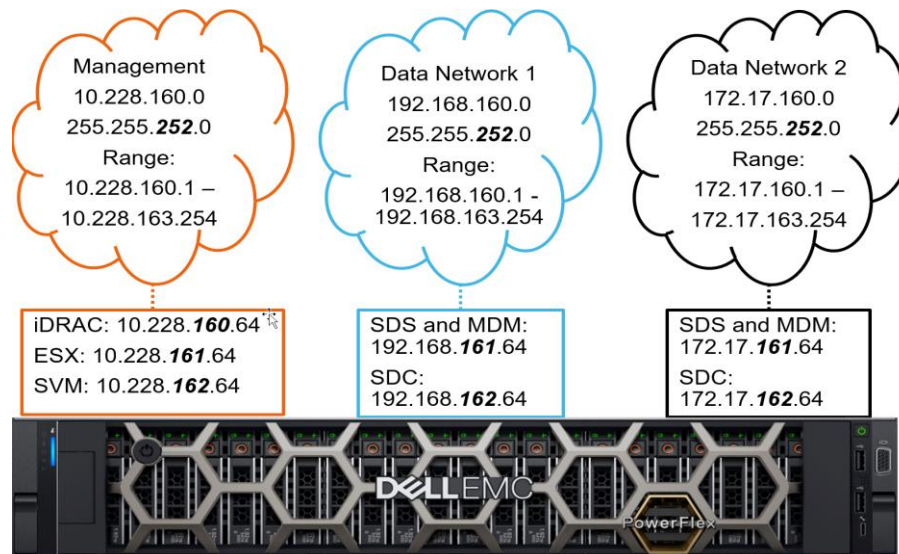 Management
10.228.160.0
255.255.252.0
Range:
10.228.160.1 –
10.228.163.254
Data Network 1
192.168.160.0
255.255.252.0
Range:
192.168.160.1 -
192.168.163.254
Data Network 2
172.17.160.0
255.255.252.0
Range:
172.17.160.1 –
172.17.163.254
iDRAC: 10.228.160.64
ESX: 10.228.161.64
SVM: 10.228.162.64
SDS and MDM:
192.168.161.64
SDC:
192.168.162.64
SDS and MDM:
172.17.161.64
SDC:
172.17.162.64
DELLEMC
PowerFlex